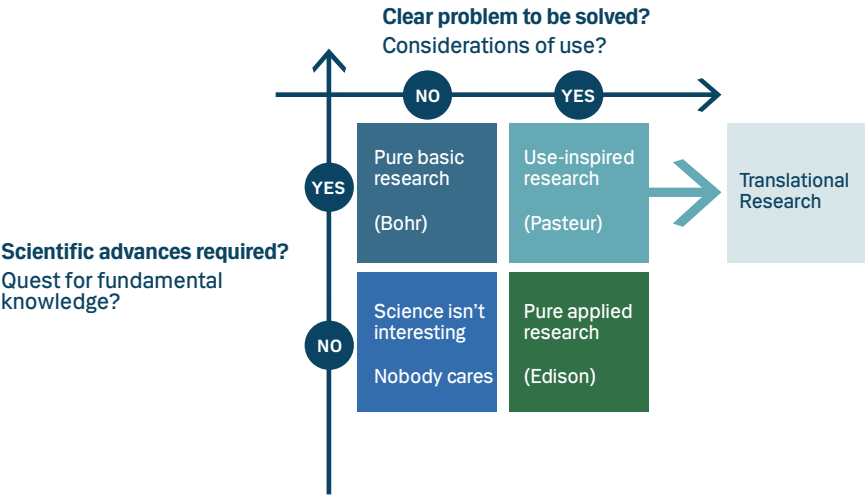 Clear problem to be solved?
Considerations of use?
NO
YES
Pure basic
research
(Bohr)
Use-inspired
research
(Pasteur)
Translational
Research
YES
Scientific advances required?
Quest for fundamental
knowledge?
NO
Science isn't
interesting
Nobody cares
Pure applied
research
(Edison)